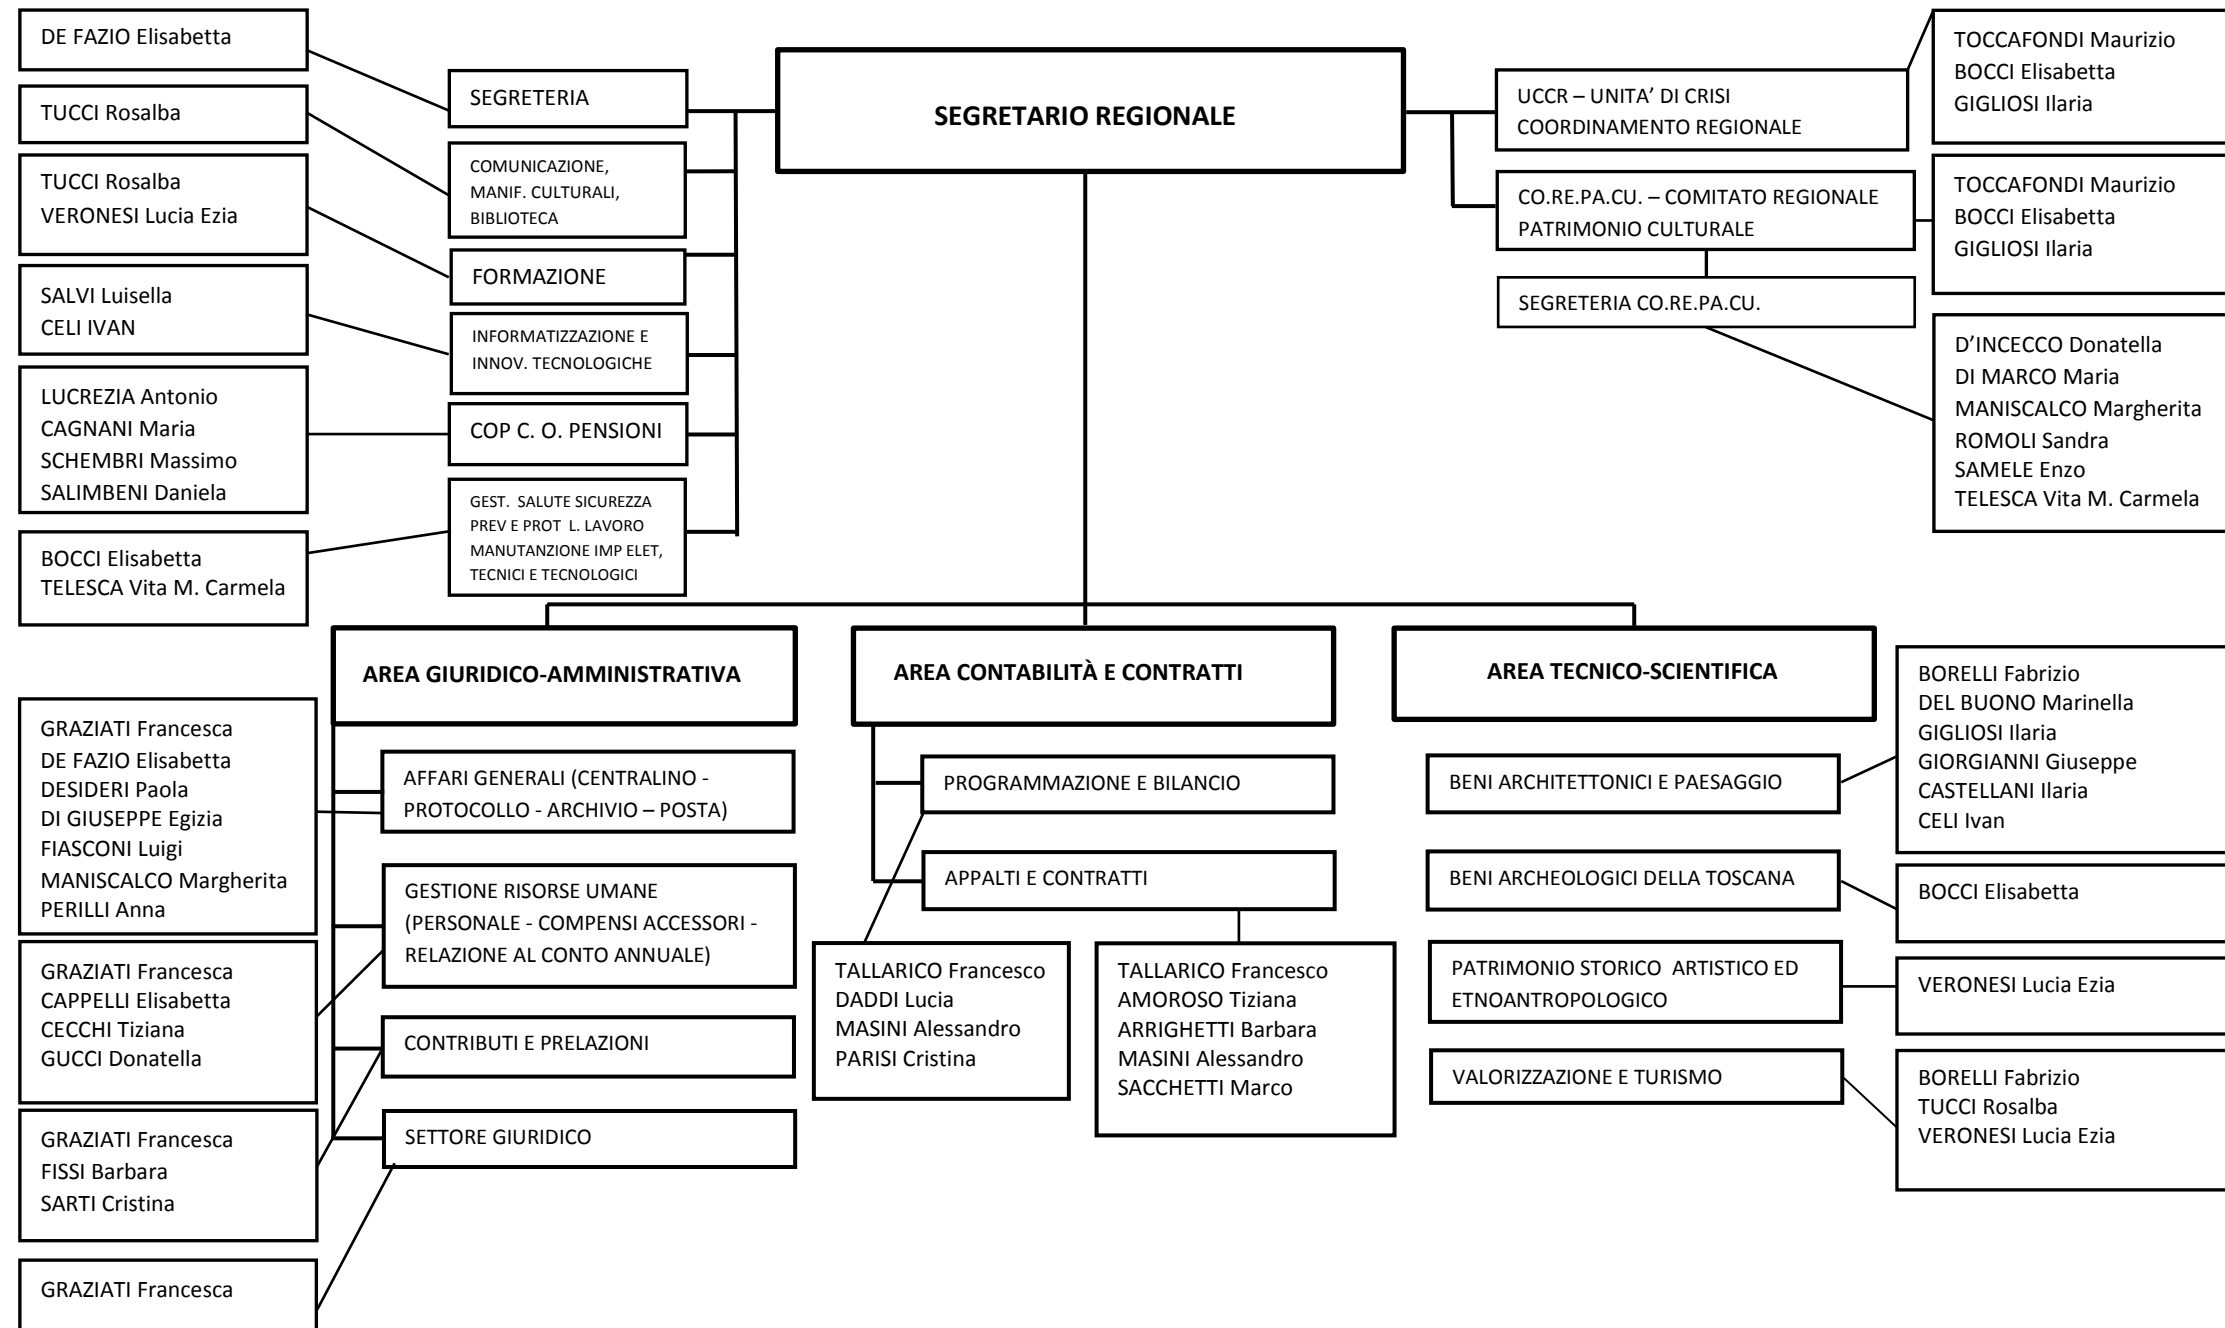 DE FAZIO Elisabetta
TUCCI Rosalba
TUCCI Rosalba
VERONESI Lucia Ezia
SALVI Luisella
CELI IVAN
LUCREZIA Antonio
CAGNANI Maria
SCHEMBRI Massimo
SALIMBENI Daniela
BOCCI Elisabetta
TELESCA Vita M. Carmela
SEGRETERIA
COMUNICAZIONE,
MANIF. CULTURALI,
BIBLIOTECA
FORMAZIONE
INFORMATIZZAZIONE E
INNOV. TECNOLOGICHE
COP C. O. PENSIONI
GEST. SALUTE SICUREZZA
PREV E PROT L. LAVORO
MANUTANZIONE IMP ELET,
TECNICI E TECNOLOGICI
SEGRETARIO REGIONALE
UCCR – UNITA’ DI CRISI
COORDINAMENTO REGIONALE
CO.RE.PA.CU. – COMITATO REGIONALE
PATRIMONIO CULTURALE
SEGRETERIA CO.RE.PA.CU.
TOCCAFONDI Maurizio
BOCCI Elisabetta
GIGLIOSI Ilaria
TOCCAFONDI Maurizio
BOCCI Elisabetta
GIGLIOSI Ilaria
D’INCECCO Donatella
DI MARCO Maria
MANISCALCO Margherita
ROMOLI Sandra
SAMELE Enzo
TELESCA Vita M. Carmela
AREA GIURIDICO-AMMINISTRATIVA
GRAZIATI Francesca
DE FAZIO Elisabetta
DESIDERI Paola
DI GIUSEPPE Egizia
FIASCONI Luigi
MANISCALCO Margherita
PERILLI Anna
GRAZIATI Francesca
CAPPELLI Elisabetta
CECCHI Tiziana
GUCCI Donatella
GRAZIATI Francesca
FISSI Barbara
SARTI Cristina
GRAZIATI Francesca
AFFARI GENERALI (CENTRALINO -
PROTOCOLLO - ARCHIVIO – POSTA)
GESTIONE RISORSE UMANE
(PERSONALE - COMPENSI ACCESSORI -
RELAZIONE AL CONTO ANNUALE)
CONTRIBUTI E PRELAZIONI
SETTORE GIURIDICO
AREA CONTABILITÀ E CONTRATTI
PROGRAMMAZIONE E BILANCIO
APPALTI E CONTRATTI
TALLARICO Francesco
DADDI Lucia
MASINI Alessandro
PARISI Cristina
TALLARICO Francesco
AMOROSO Tiziana
ARRIGHETTI Barbara
MASINI Alessandro
SACCHETTI Marco
AREA TECNICO-SCIENTIFICA
BENI ARCHITETTONICI E PAESAGGIO
BENI ARCHEOLOGICI DELLA TOSCANA
PATRIMONIO STORICO ARTISTICO ED
ETNOANTROPOLOGICO
VALORIZZAZIONE E TURISMO
BORELLI Fabrizio
DEL BUONO Marinella
GIGLIOSI Ilaria
GIORGIANNI Giuseppe
CASTELLANI Ilaria
CELI Ivan
BOCCI Elisabetta
VERONESI Lucia Ezia
BORELLI Fabrizio
TUCCI Rosalba
VERONESI Lucia Ezia